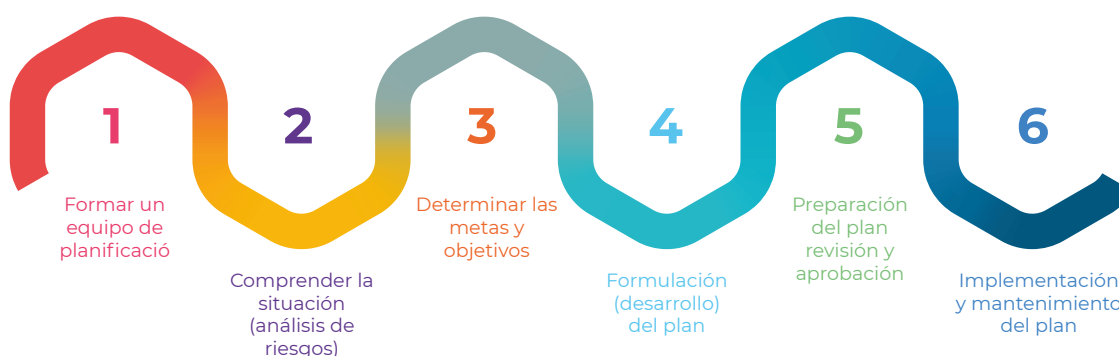 1
Formar un
equipo de
planificació
2
Comprender la
situación
(análisis de
riesgos)
3
Determinar las
metas y
objetivos
4
Formulación
(desarrollo)
del plan
5
Preparación
del plan
revisión y
aprobación
6
Implementación
y mantenimiento
del plan